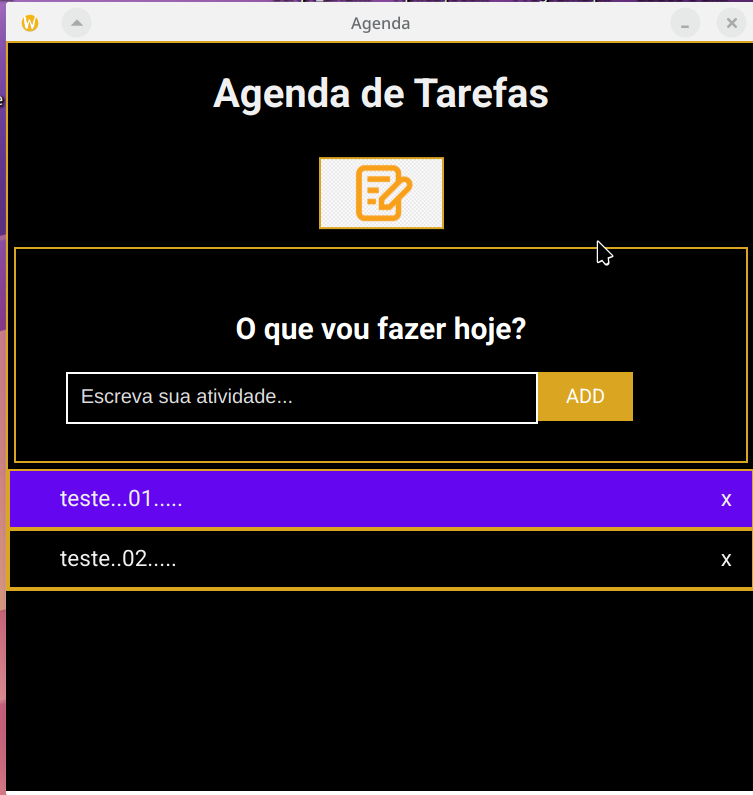 Agenda
Agenda de Tarefas
O que vou fazer hoje?
Escreva sua atividade...
ADD
teste...01..... x
teste..02..... x